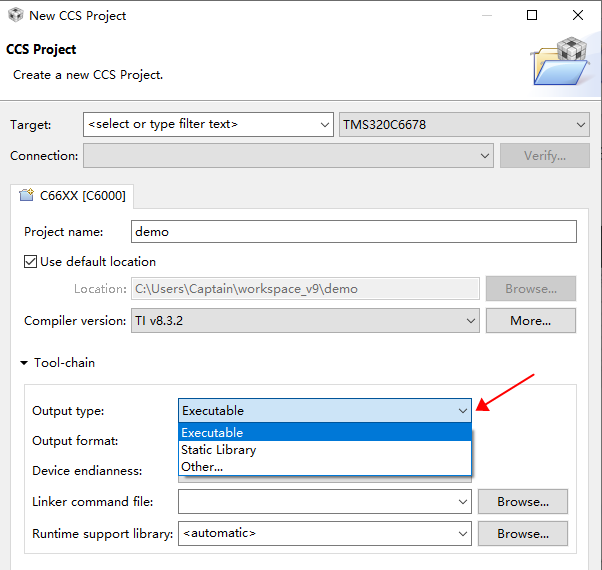 New CCS Project
CCS Project
Create a new CCS Project.
Target: <select or type filter text> TMS320C6678
Connection: Verify...
C66XX [C6000]
Project name: demo
Use default location
Location: C:\Users\Captain\workspace_v9\demo Browse...
Compiler version: TI v8.3.2 More...
Tool-chain
Output type: Executable
Executable
Output format: Static Library
Other...
Device endianness:
Linker command file: Browse...
Runtime support library: <automatic> Browse...